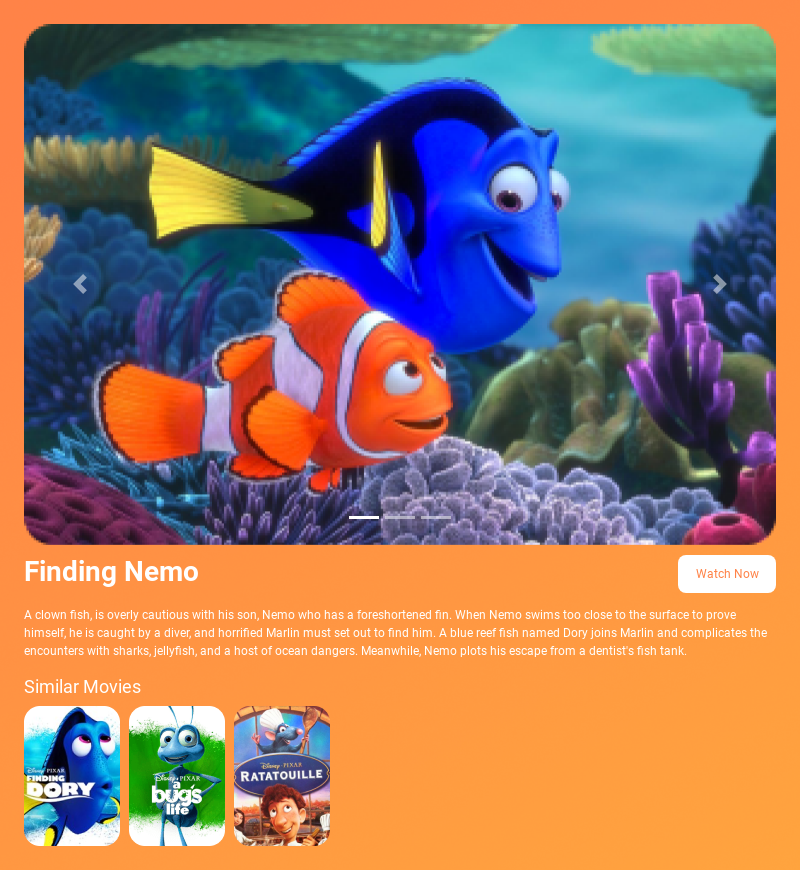 Finding Nemo
Watch Now
A clown fish, is overly cautious with his son, Nemo who has a foreshortened fin. When Nemo swims too close to the surface to prove
himself, he is caught by a diver, and horrified Marlin must set out to find him. A blue reef fish named Dory joins Marlin and complicates the
encounters with sharks, jellyfish, and a host of ocean dangers. Meanwhile, Nemo plots his escape from a dentist's fish tank.
Similar Movies
Disney PIXAR
FINDING
DORY
Disney PIXAR
a
bug's
life
Disney PIXAR
RATATOUILLE